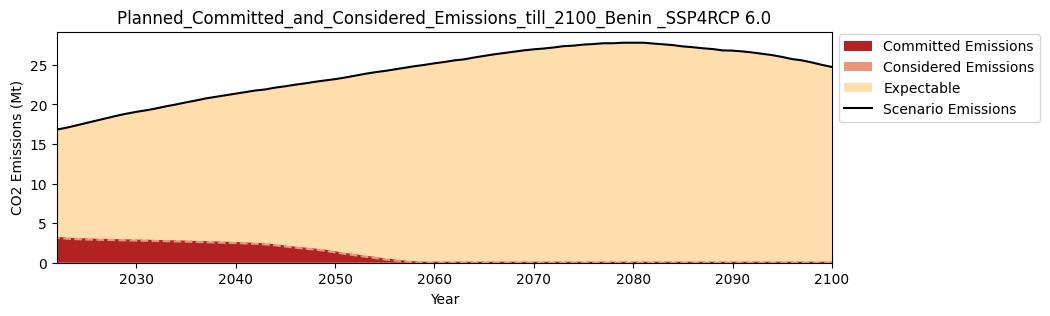 Planned_Committed_and_Considered_Emissions_till_2100_Benin _SSP4RCP 6.0
Committed Emissions
Considered Emissions
Expectable
Scenario Emissions
CO2 Emissions (Mt)
25
20
15
10
5
0
2030 2040 2050 2060 2070 2080 2090 2100
Year